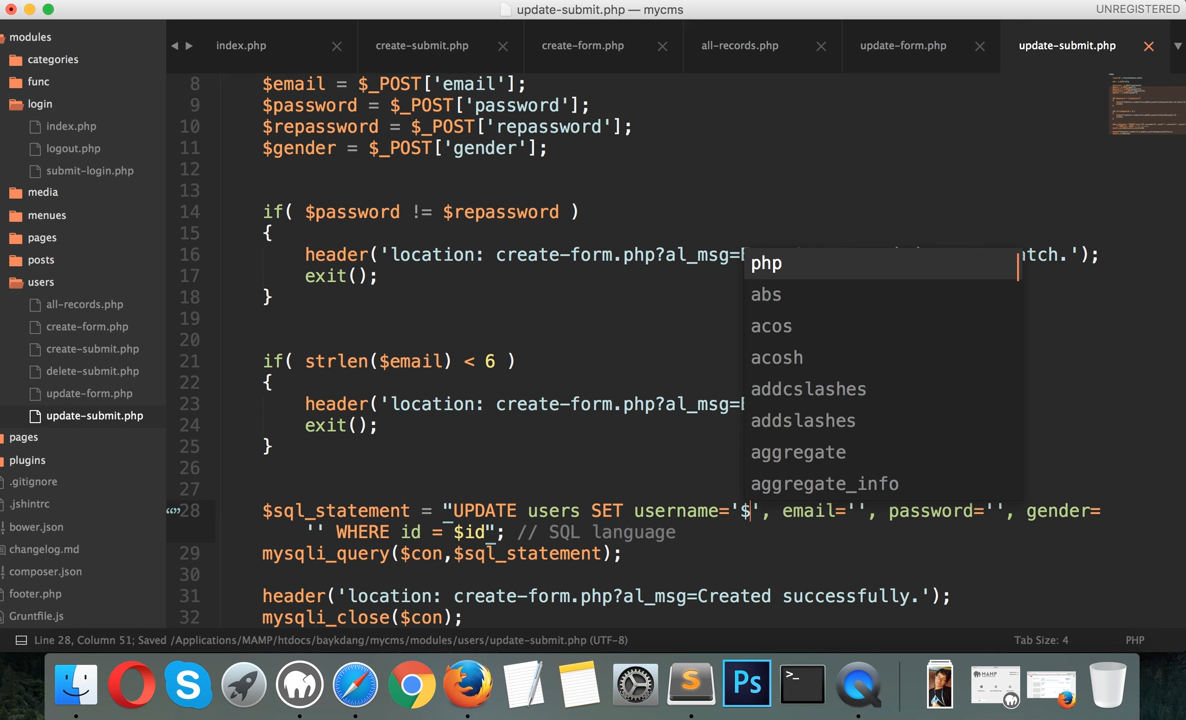 update-submit.php — mycms
UNREGISTERED
index.php
create-submit.php
create-form.php
all-records.php
update-form.php
update-submit.php
modules
categories
func
login
index.php
logout.php
submit-login.php
media
menues
pages
posts
users
all-records.php
create-form.php
create-submit.php
delete-submit.php
update-form.php
update-submit.php
pages
plugins
.gitignore
.jshintrc
bower.json
changelog.md
composer.json
footer.php
Gruntfile.js
8 $email = $_POST['email'];
9 $password = $_POST['password'];
10 $repassword = $_POST['repassword'];
11 $gender = $_POST['gender'];
12
13
14 if( $password != $repassword )
15 {
16 header('location: create-form.php?al_msg= tch.');
17 exit();
18 }
19
20
21 if( strlen($email) < 6 )
22 {
23 header('location: create-form.php?al_msg=
24 exit();
25 }
26
27
28 $sql_statement = "UPDATE users SET username='$', email='', password='', gender=
'' WHERE id = $id"; // SQL language
29 mysqli_query($con,$sql_statement);
30
31 header('location: create-form.php?al_msg=Created successfully.');
32 mysqli_close($con);
php
abs
acos
acosh
addcslashes
addslashes
aggregate
aggregate_info
Line 28, Column 51; Saved /Applications/MAMP/htdocs/baykdang/mycms/modules/users/update-submit.php (UTF-8)
Tab Size: 4
PHP
S
S
Ps
>_